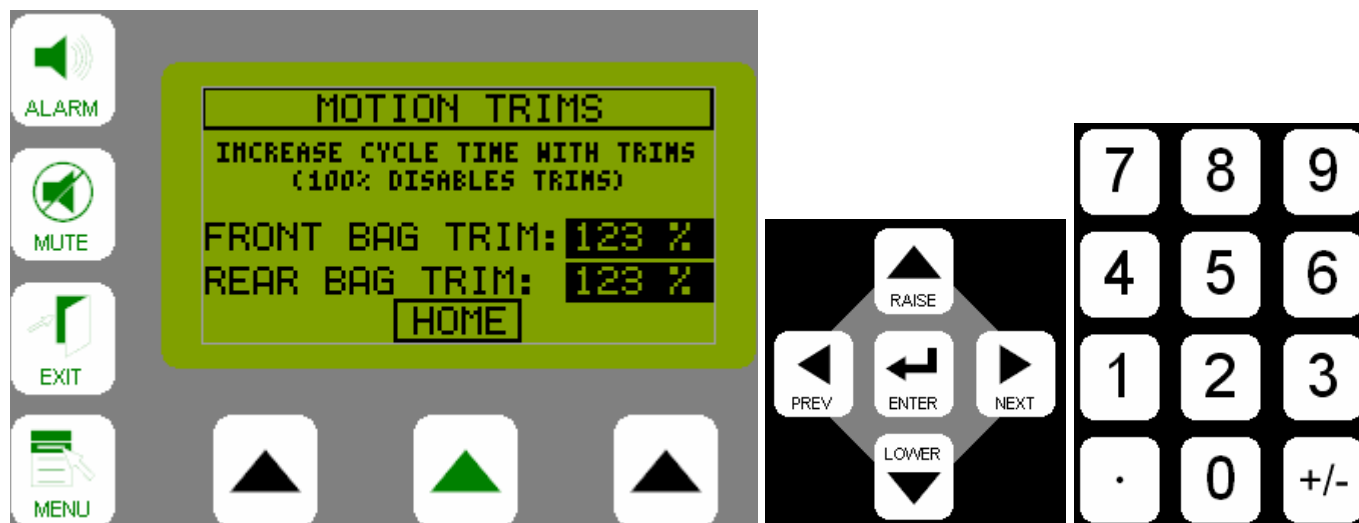 ALARM
MUTE
EXIT
MENU
MOTION TRIMS
INCREASE CYCLE TIME WITH TRIMS
(100% DISABLES TRIMS)
FRONT BAG TRIM: 123 %
REAR BAG TRIM: 123 %
HOME
RAISE
PREV
ENTER
NEXT
LOWER
7 8 9
4 5 6
1 2 3
. 0 +/-